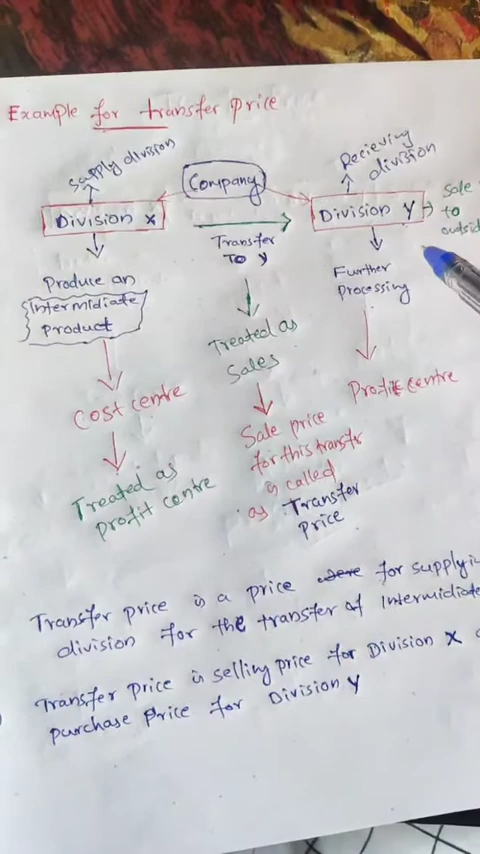 Example for transfer price
Supply division
Company
Recieving
division
Division X
Transfer
To Y
Division Y
Sale
to
outsid
Produce an
Intermidiate
Product
Further
Processing
Treated as
Sales
Cost centre
Profit centre
Treated as
profit centre
Sale price
for this transfr
is called
as Transfer
Price
Transfer price is a price for supplyi
division for the transfer of Intermidiate
Transfer price is selling price for Division X
purchase price for Division Y